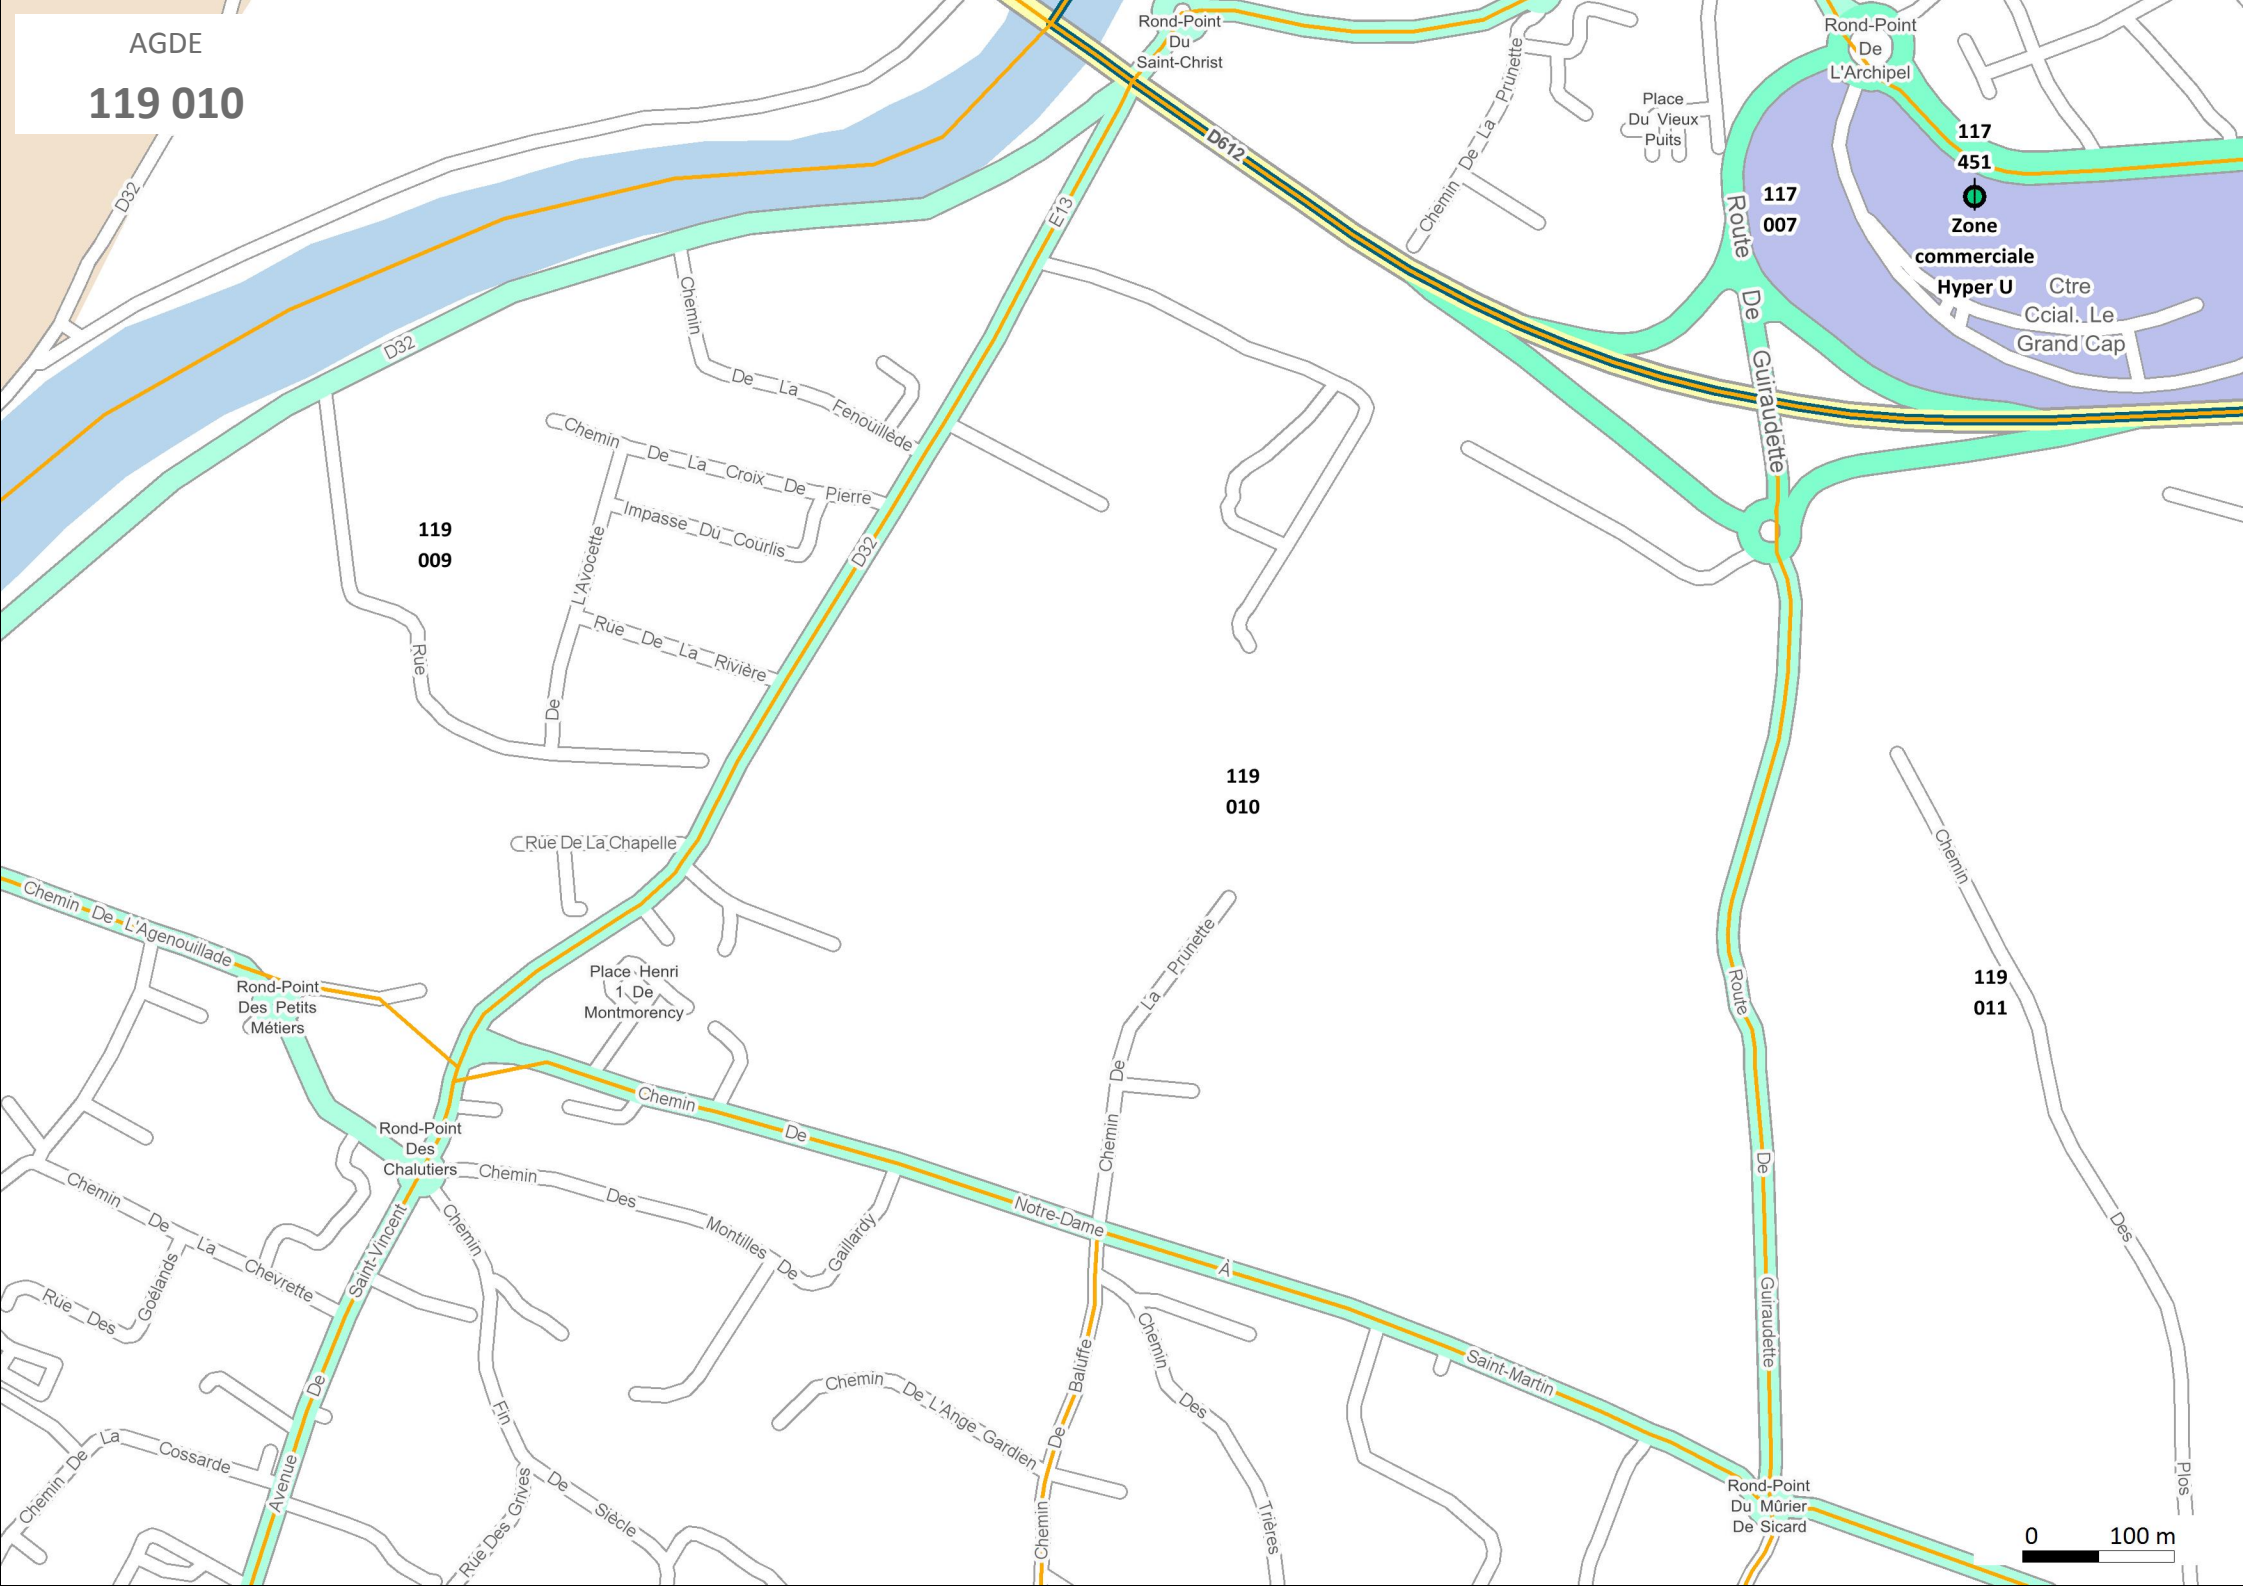 AGDE
119 010
Rond-Point
Du
Saint-Christ
D612
E13
D32
D32
D32
Chemin De La Prunette
Place
Du Vieux
Puits
Rond-Point
De
L'Archipel
117
451
117
007
Zone
commerciale
Hyper U
Ctre
Ccial. Le
Grand Cap
Route De Guiraudette
Chemin De La Fenouillède
Chemin De La Croix De Pierre
Impasse Du Courlis
119
009
De L'Avocette
Rue De La Rivière
Rue
119
010
Rue De La Chapelle
Chemin
Des
Plos
Chemin De L'Agenouillade
Rond-Point
Des Petits
Métiers
Place Henri
1 De
Montmorency
Chemin De La Prunette
119
011
Route De Guiraudette
Rond-Point
Des
Chalutiers
Chemin De Notre-Dame À Saint-Martin
Chemin Des Montilles De Gaillardy
Chemin De La Chevrette
Rue Des Goélands
Avenue De Saint-Vincent
Chemin Fin De Siècle
Chemin De La Cossarde
Rue Des Grives
Chemin De L'Ange Gardien
Chemin De Baluffe
Chemin Des Trières
Rond-Point
Du Mûrier
De Sicard
0 100 m